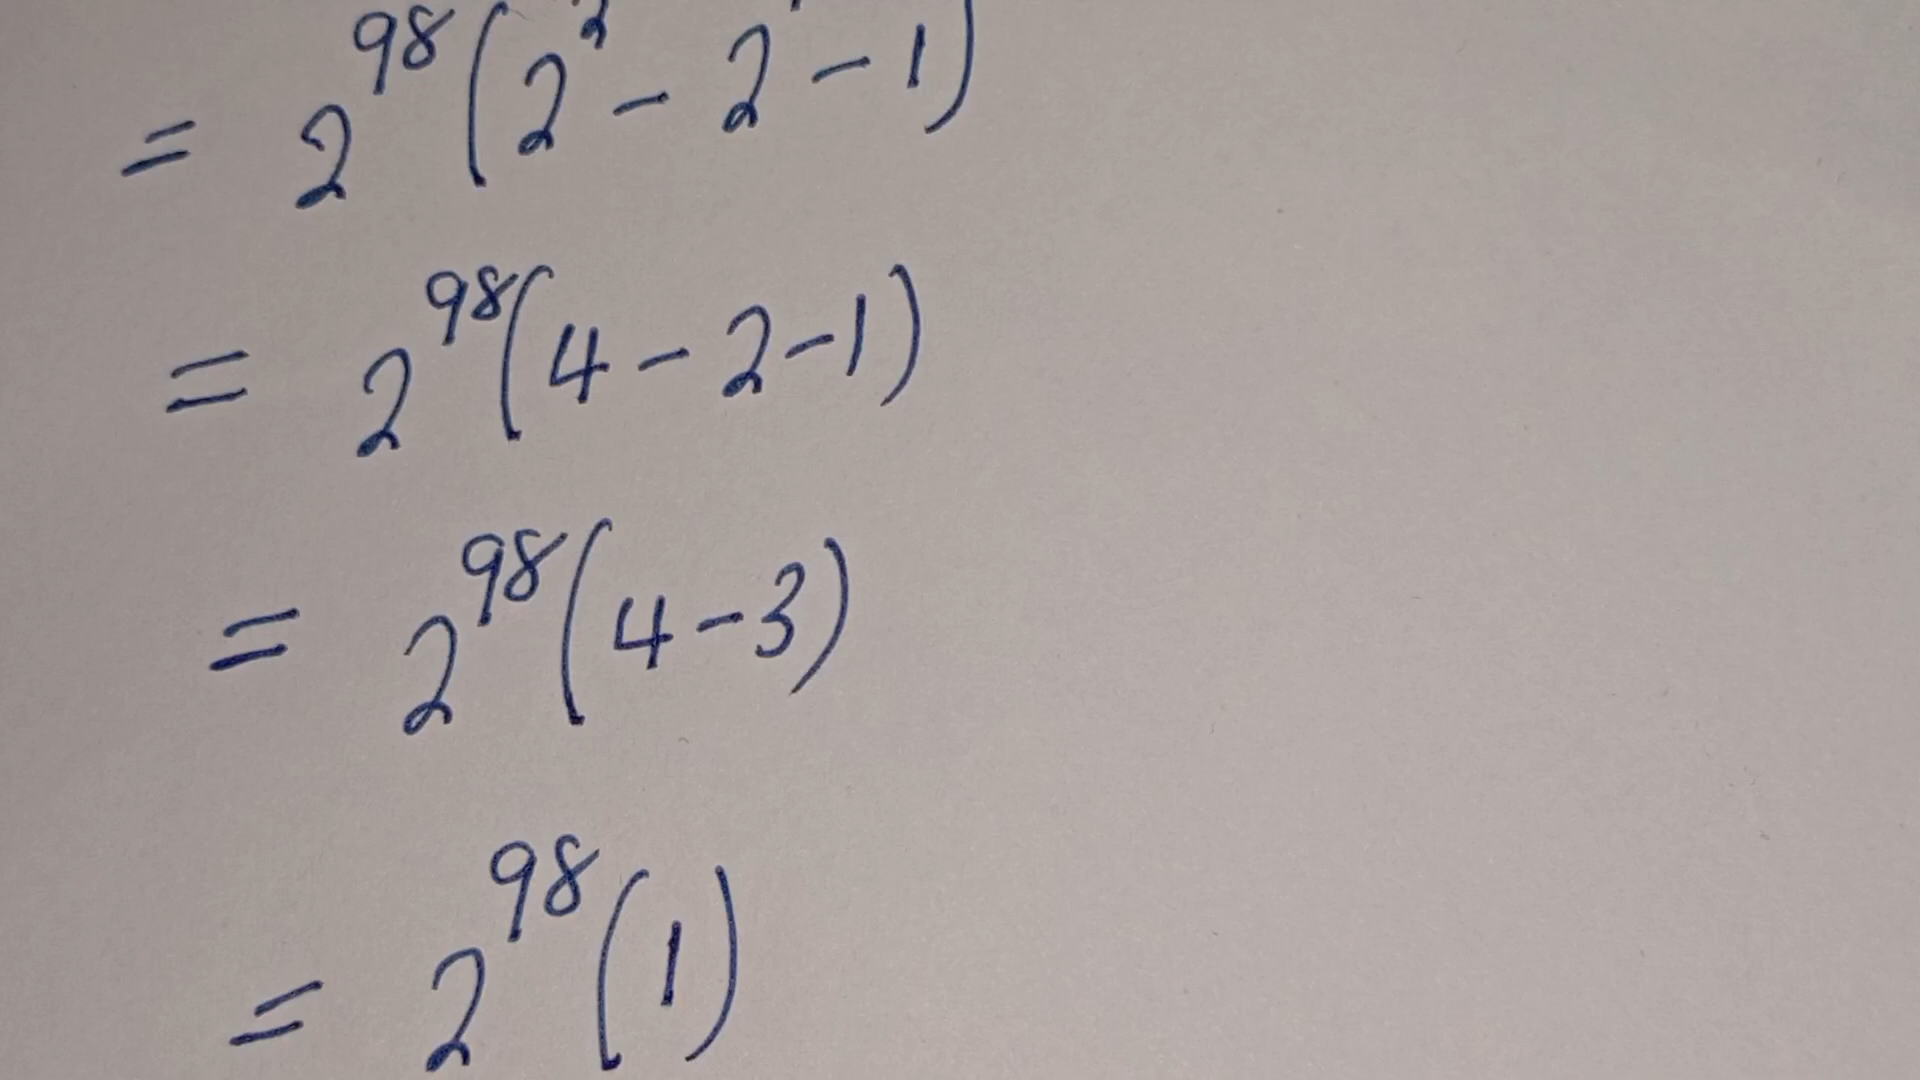 = 2^98 (2^2 - 2 - 1)
= 2^98 (4 - 2 - 1)
= 2^98 (4 - 3)
= 2^98 (1)